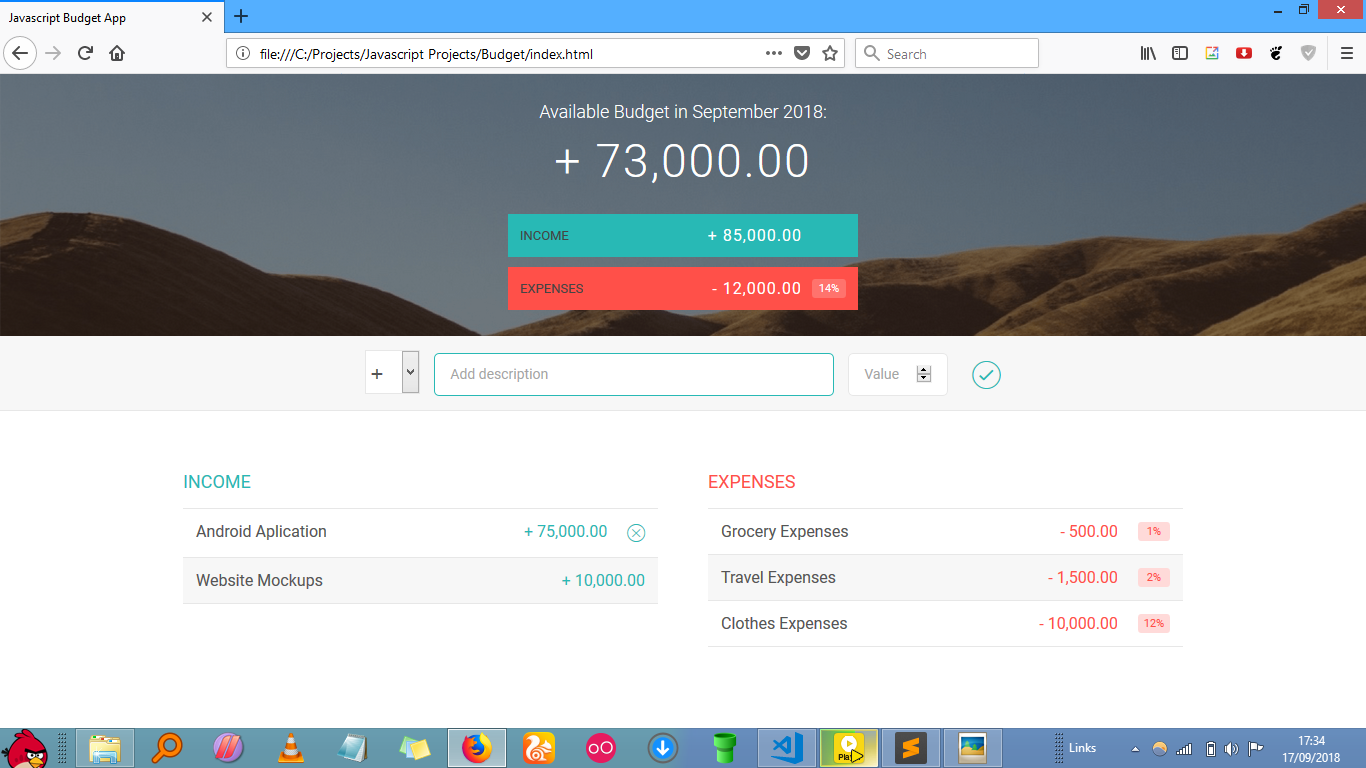 Javascript Budget App
file:///C:/Projects/Javascript Projects/Budget/index.html
Search
Available Budget in September 2018:
+ 73,000.00
INCOME + 85,000.00
EXPENSES - 12,000.00 14%
+ Add description Value
INCOME
Android Aplication + 75,000.00
Website Mockups + 10,000.00
EXPENSES
Grocery Expenses - 500.00 1%
Travel Expenses - 1,500.00 2%
Clothes Expenses - 10,000.00 12%
Play
Links
17:34
17/09/2018